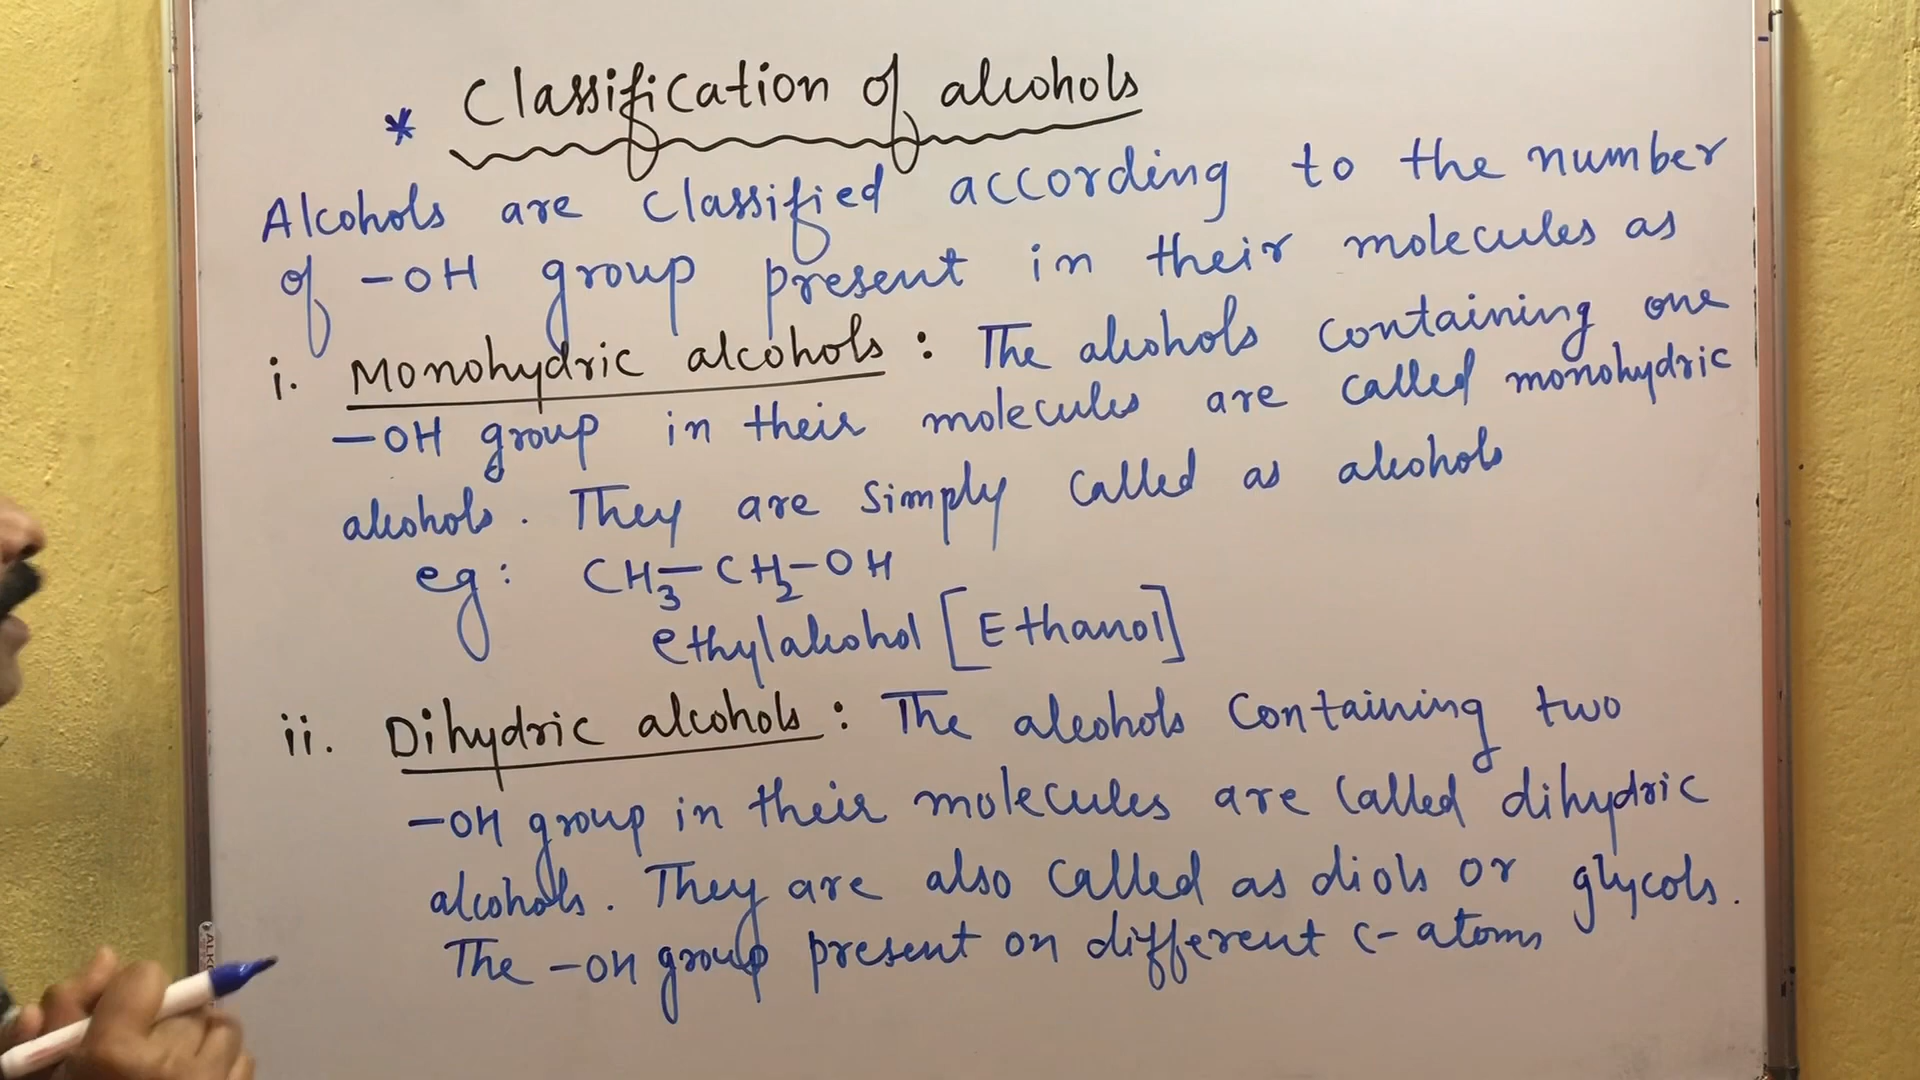 * Classification of alcohols
Alcohols are classified according to the number
of -OH group present in their molecules as
i. Monohydric alcohols : The alcohols containing one
-OH group in their molecules are called monohydric
alcohols. They are simply called as alcohols
eg : CH₃-CH₂-OH
ethylalcohol [Ethanol]
ii. Dihydric alcohols : The alcohols containing two
-OH group in their molecules are called dihydric
alcohols. They are also called as diols or glycols.
The -OH group present on different C-atoms